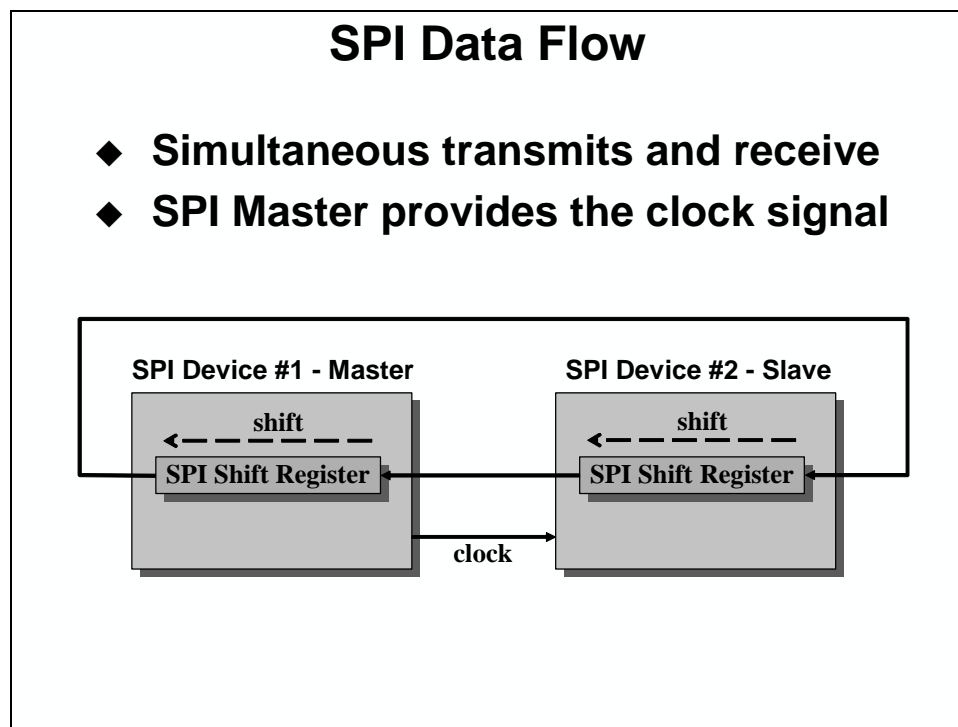 SPI Data Flow
◆ Simultaneous transmits and receive
◆ SPI Master provides the clock signal
SPI Device #1 - Master
SPI Device #2 - Slave
shift
shift
SPI Shift Register
SPI Shift Register
clock